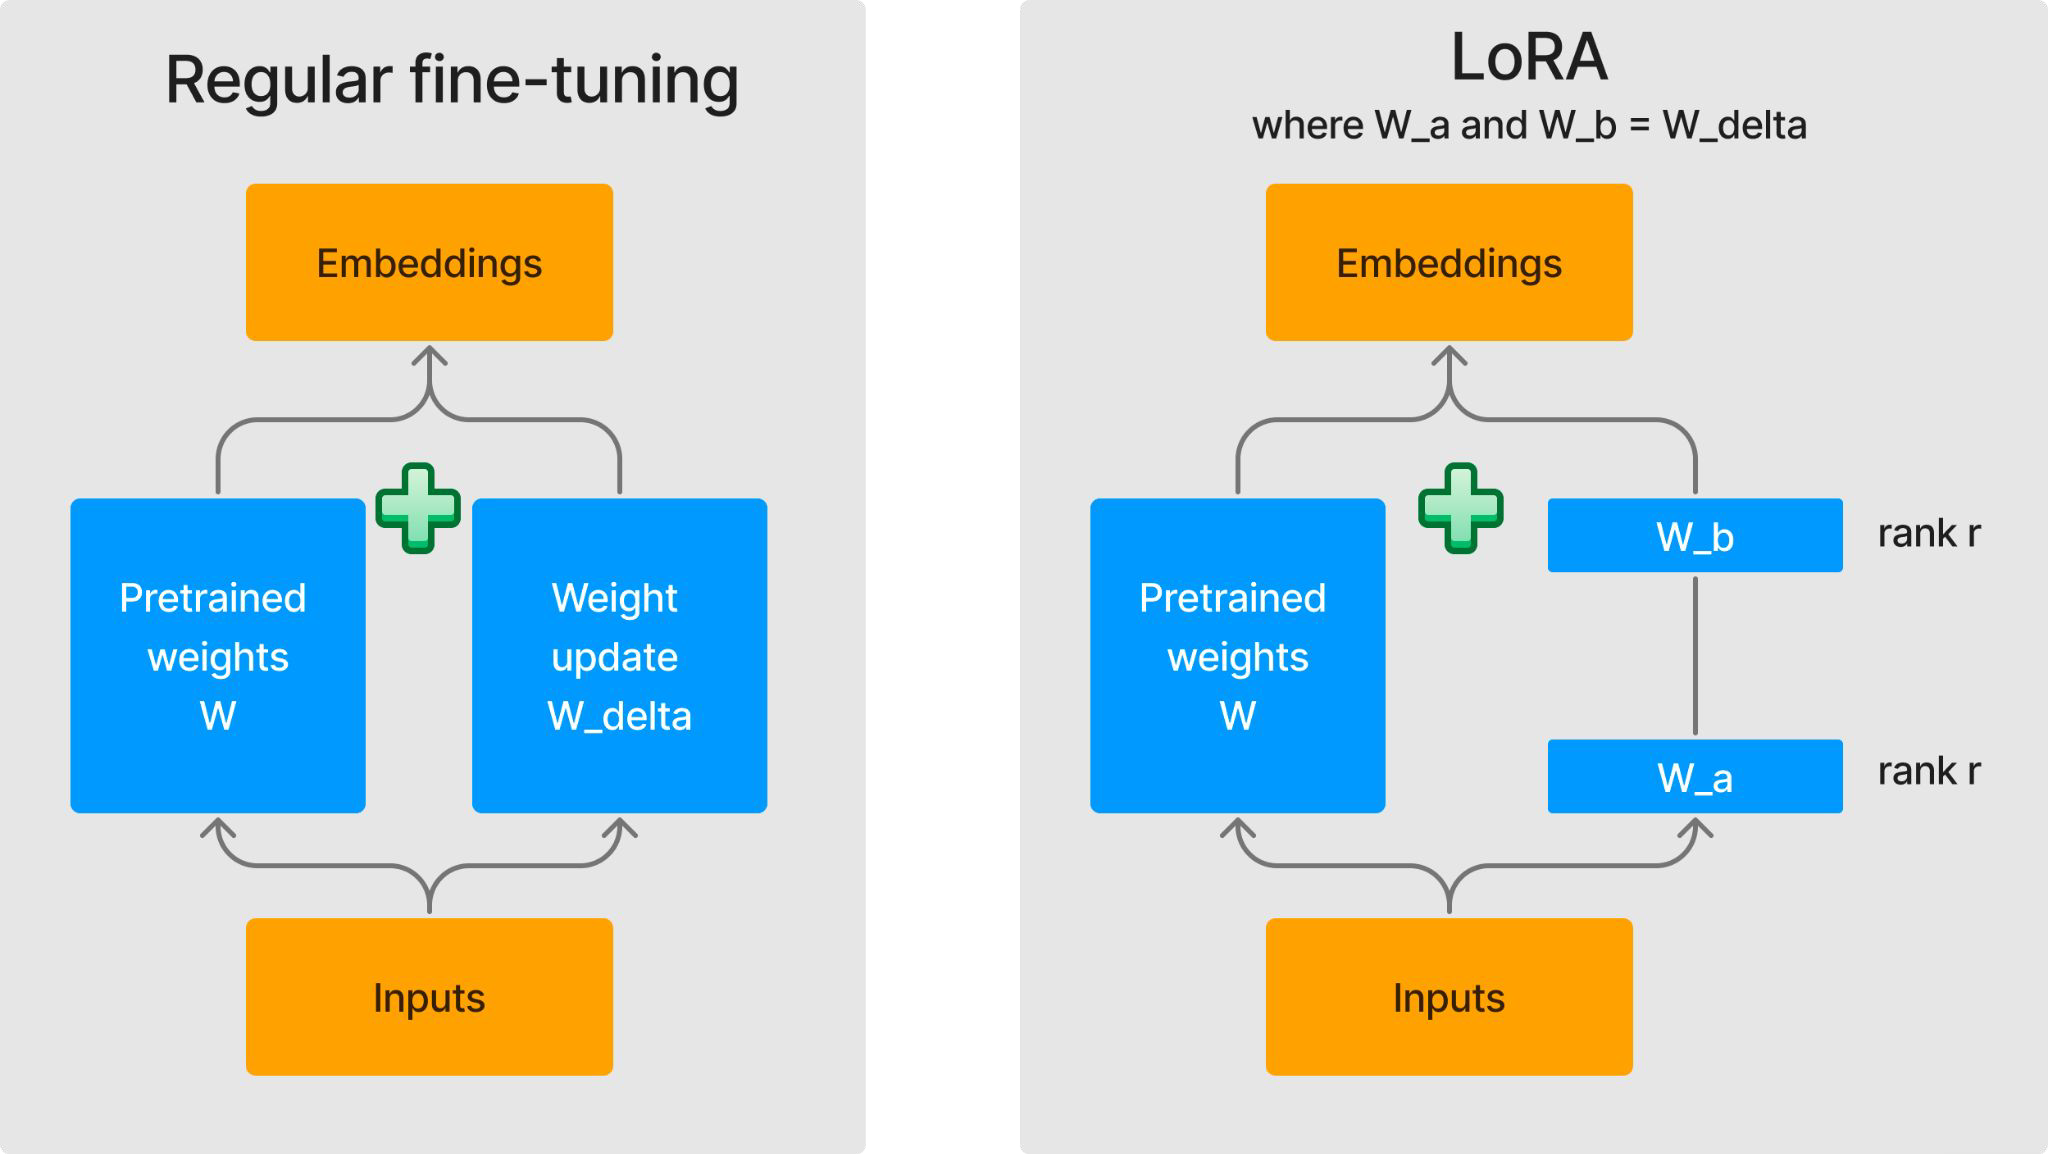 Regular fine-tuning
Embeddings
Pretrained
weights
W
Weight
update
W_delta
Inputs
LoRA
where W_a and W_b = W_delta
Embeddings
Pretrained
weights
W
W_b
rank r
W_a
rank r
Inputs